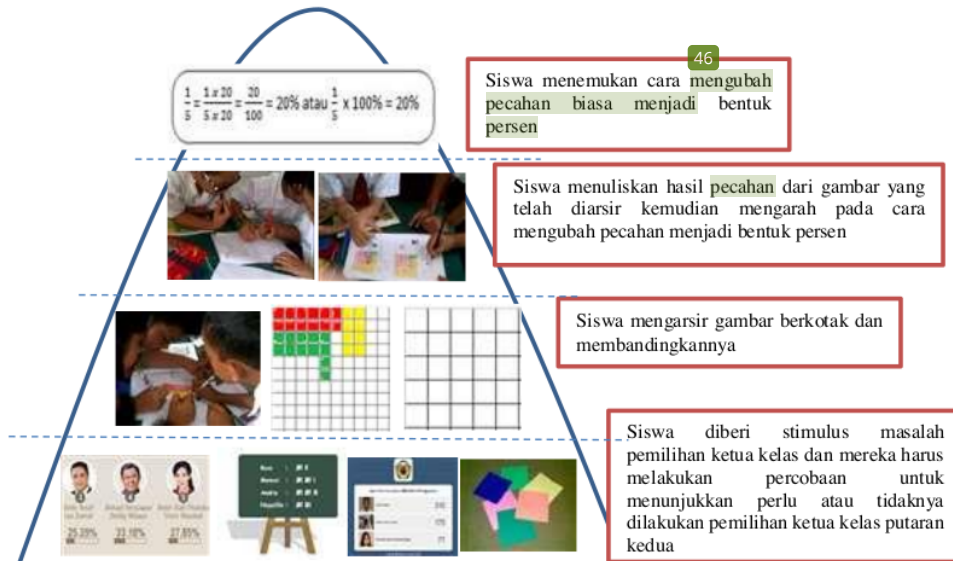 46
Siswa menemukan cara mengubah
pecahan biasa menjadi bentuk
persen
1/5 = 1 x 20/5 x 20 = 20/100 = 20% atau 1/5 x 100% = 20%
Siswa menuliskan hasil pecahan dari gambar yang
telah diarsir kemudian mengarah pada cara
mengubah pecahan menjadi bentuk persen
Siswa mengarsir gambar berkotak dan
membandingkannya
Siswa diberi stimulus masalah
pemilihan ketua kelas dan mereka harus
melakukan percobaan untuk
menunjukkan perlu atau tidaknya
dilakukan pemilihan ketua kelas putaran
kedua